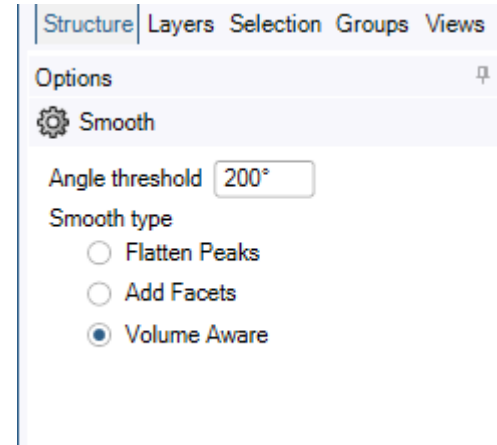 Structure Layers Selection Groups Views
Options
Smooth
Angle threshold 200°
Smooth type
Flatten Peaks
Add Facets
Volume Aware